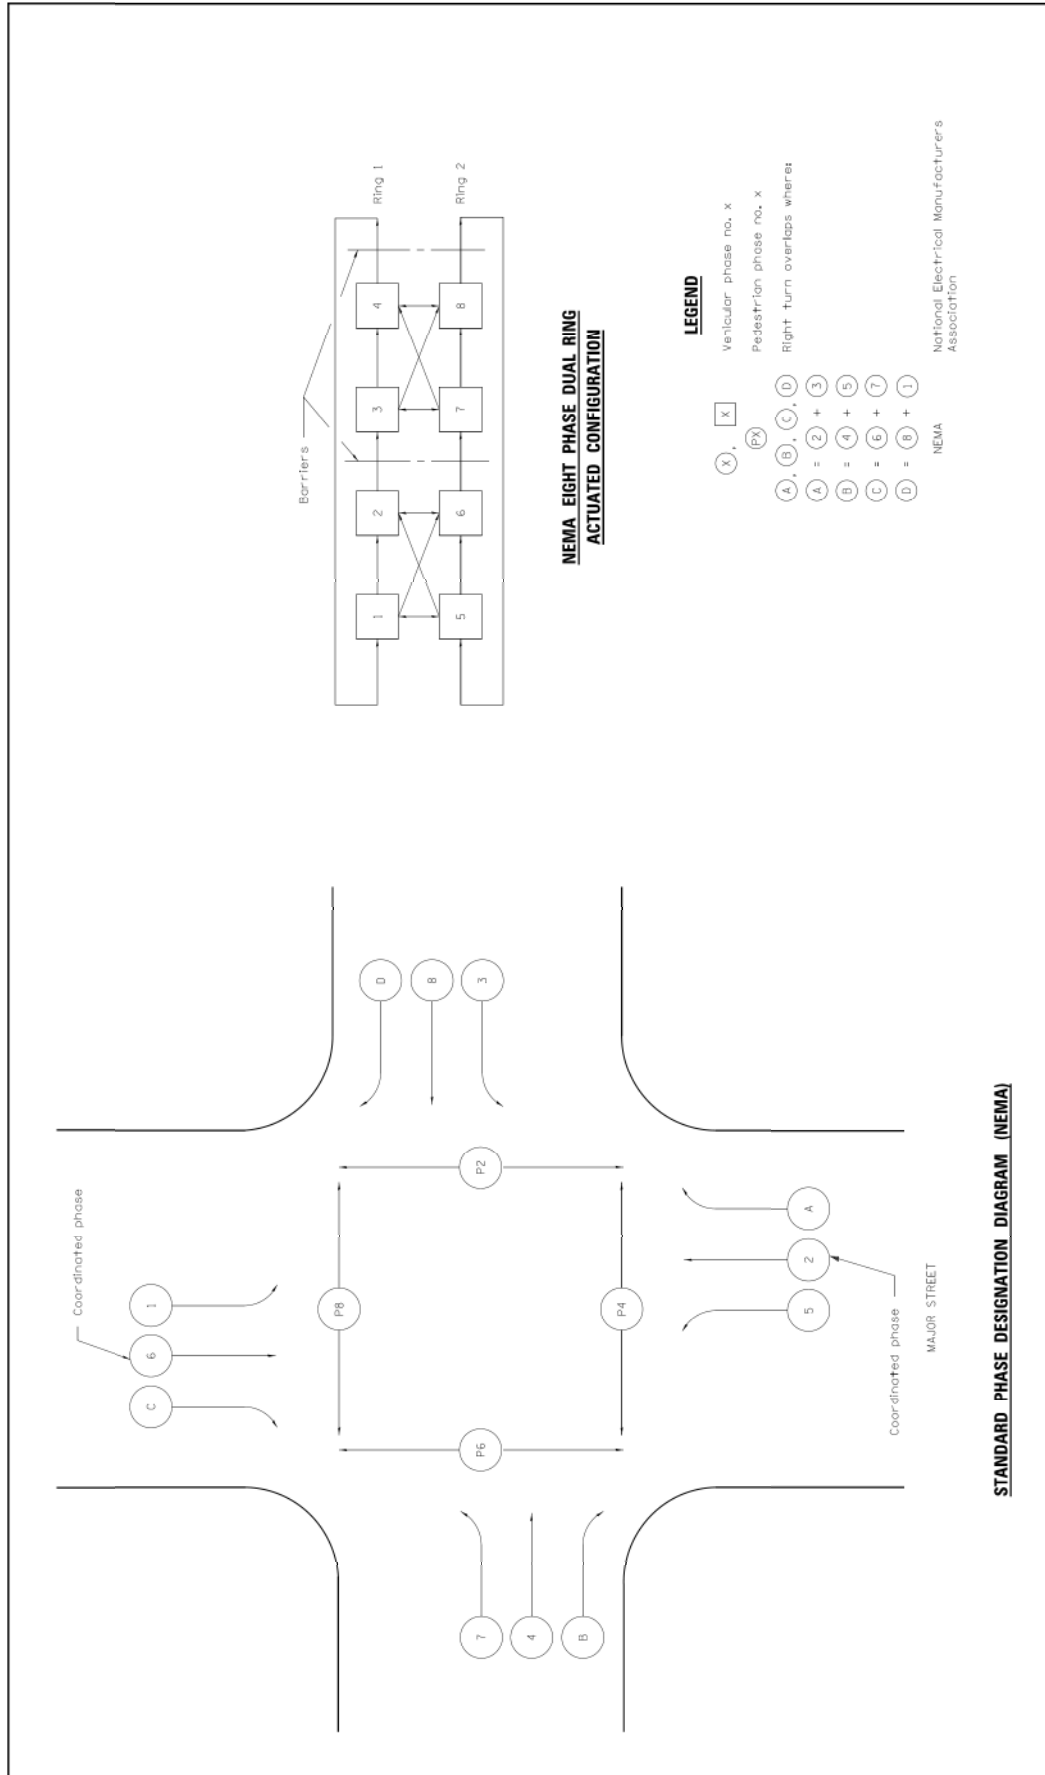 Coordinated phase
C 6 1
P8
D
8
7 P6 P2 3
4
B
P4
5 2 A
Coordinated phase
MAJOR STREET
STANDARD PHASE DESIGNATION DIAGRAM (NEMA)
Barriers
1 2 3 4 Ring 1
5 6 7 8 Ring 2
NEMA EIGHT PHASE DUAL RING
ACTUATED CONFIGURATION
LEGEND
X , X Vehicular phase no. x
PX Pedestrian phase no. x
A , B , C , D Right turn overlaps where:
A = 2 + 3
B = 4 + 5
C = 6 + 7
D = 8 + 1
NEMA National Electrical Manufacturers
Association